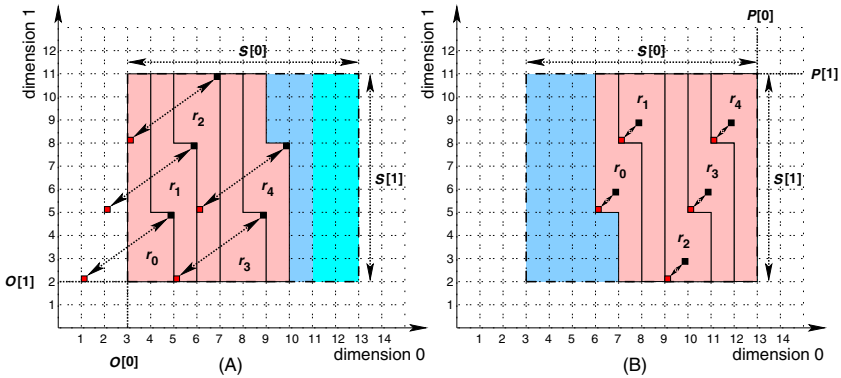 dimension 1
12
11
10
9
8
7
6
5
4
3
2
1
1 2 3 4 5 6 7 8 9 10 11 12 13 14
dimension 0
S[0]
S[1]
O[1]
O[0]
r2
r1
r4
r0
r3
(A)
dimension 1
12
11
10
9
8
7
6
5
4
3
2
1
1 2 3 4 5 6 7 8 9 10 11 12 13 14
dimension 0
P[0]
P[1]
S[0]
S[1]
r1
r4
r0
r3
r2
(B)